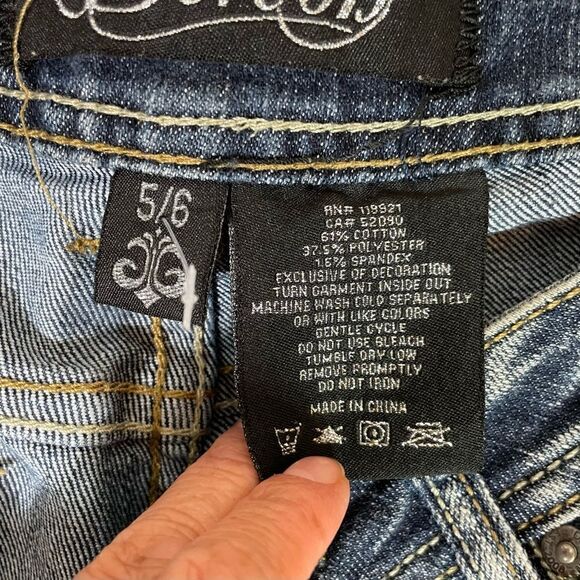 5/6
RN# 119921
CA# 52090
61% COTTON
37.5% POLYESTER
1.5% SPANDEX
EXCLUSIVE OF DECORATION
TURN GARMENT INSIDE OUT
MACHINE WASH COLD SEPARATELY
OR WITH LIKE COLORS
GENTLE CYCLE
DO NOT USE BLEACH
TUMBLE DRY LOW
REMOVE PROMPTLY
DO NOT IRON
MADE IN CHINA